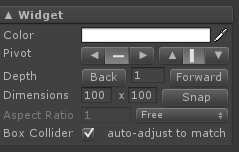 Widget
Color
Pivot
Depth Back 1 Forward
Dimensions 100 x 100 Snap
Aspect Ratio 1 Free
Box Collider auto-adjust to match